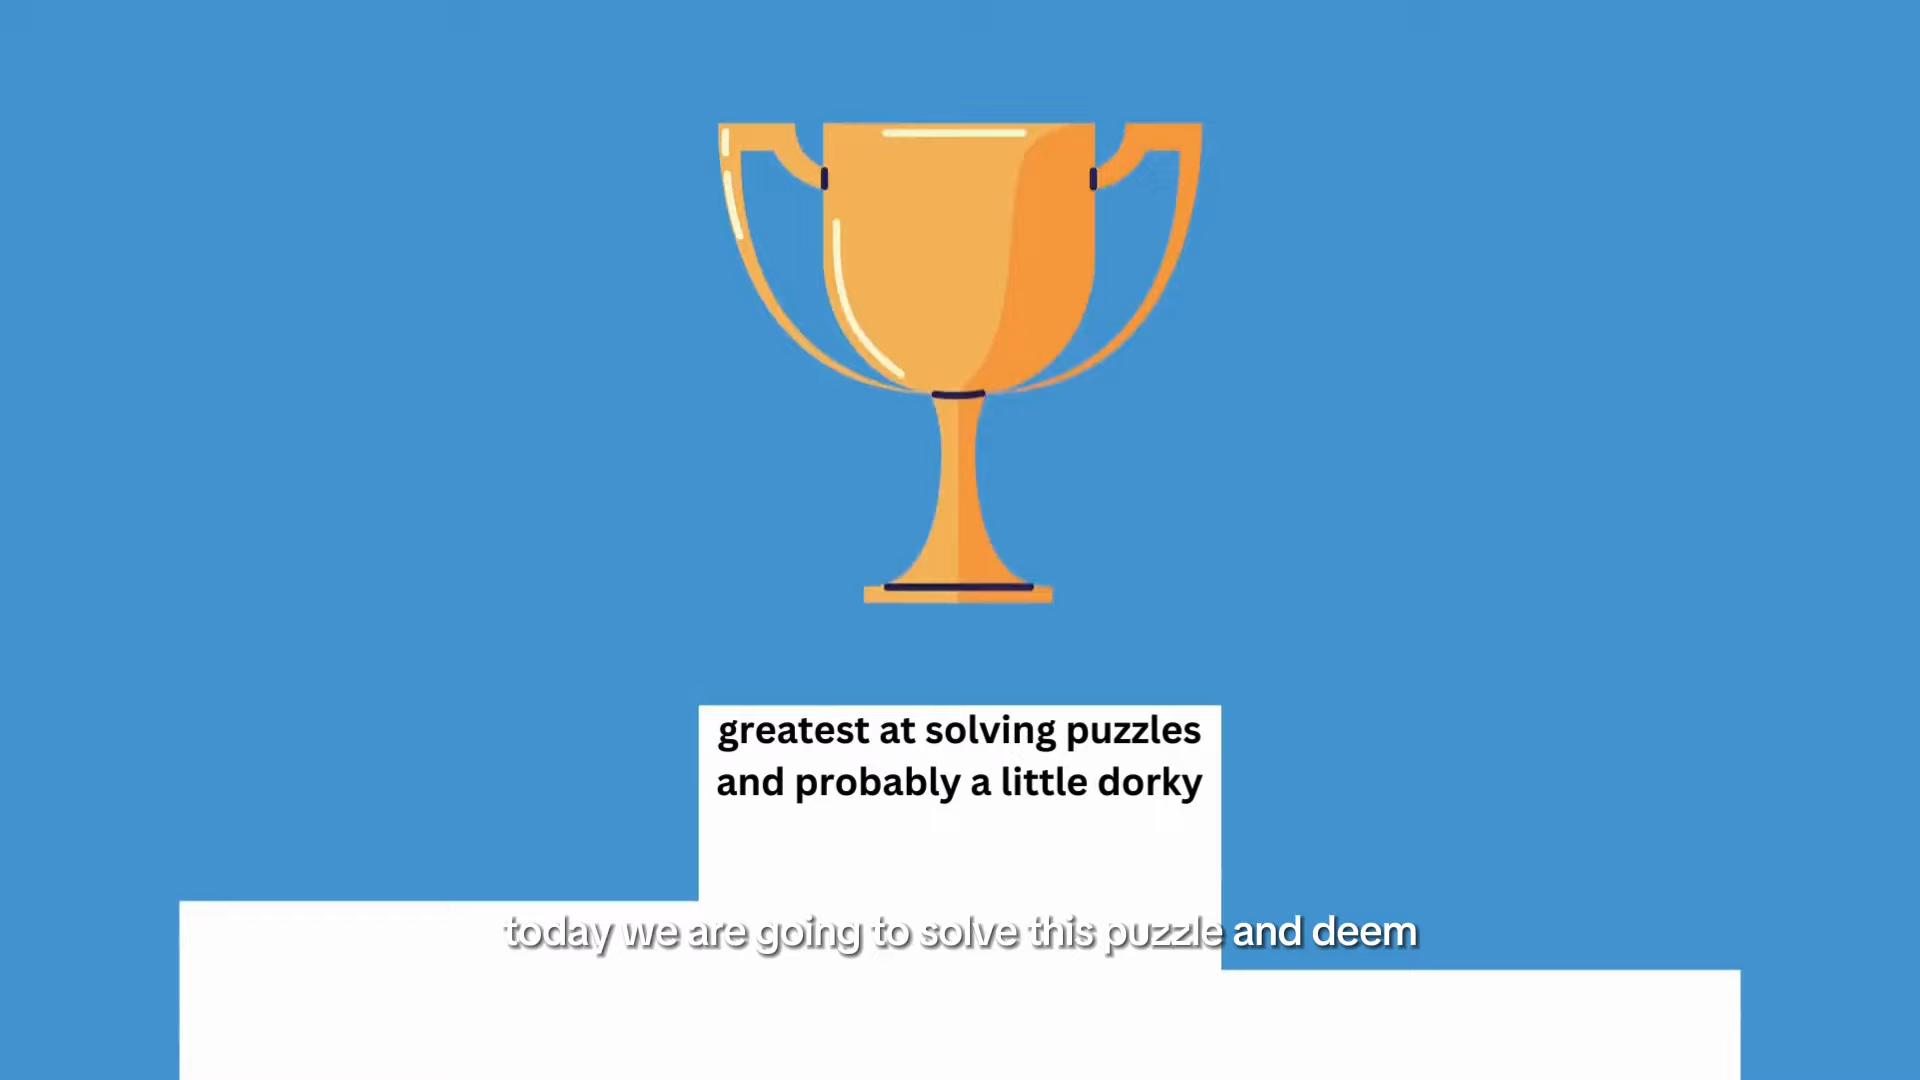 greatest at solving puzzles
and probably a little dorky
today we are going to solve this puzzle and deem